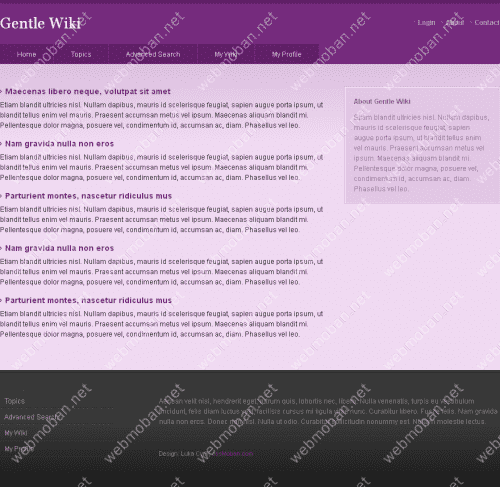 Gentle Wiki
Login About Contact
Home Topics Advanced Search My Wiki My Profile
Maecenas libero neque, volutpat sit amet
Etiam blandit ultricies nisl. Nullam dapibus, mauris id scelerisque feugiat, sapien augue porta ipsum, ut
blandit tellus enim vel mauris. Praesent accumsan metus vel ipsum. Maecenas aliquam blandit mi.
Pellentesque dolor magna, posuere vel, condimentum id, accumsan ac, diam. Phasellus vel leo.
Nam gravida nulla non eros
Etiam blandit ultricies nisl. Nullam dapibus, mauris id scelerisque feugiat, sapien augue porta ipsum, ut
blandit tellus enim vel mauris. Praesent accumsan metus vel ipsum. Maecenas aliquam blandit mi.
Pellentesque dolor magna, posuere vel, condimentum id, accumsan ac, diam. Phasellus vel leo.
Parturient montes, nascetur ridiculus mus
Etiam blandit ultricies nisl. Nullam dapibus, mauris id scelerisque feugiat, sapien augue porta ipsum, ut
blandit tellus enim vel mauris. Praesent accumsan metus vel ipsum. Maecenas aliquam blandit mi.
Pellentesque dolor magna, posuere vel, condimentum id, accumsan ac, diam. Phasellus vel leo.
Nam gravida nulla non eros
Etiam blandit ultricies nisl. Nullam dapibus, mauris id scelerisque feugiat, sapien augue porta ipsum, ut
blandit tellus enim vel mauris. Praesent accumsan metus vel ipsum. Maecenas aliquam blandit mi.
Pellentesque dolor magna, posuere vel, condimentum id, accumsan ac, diam. Phasellus vel leo.
Parturient montes, nascetur ridiculus mus
Etiam blandit ultricies nisl. Nullam dapibus, mauris id scelerisque feugiat, sapien augue porta ipsum, ut
blandit tellus enim vel mauris. Praesent accumsan metus vel ipsum. Maecenas aliquam blandit mi.
Pellentesque dolor magna, posuere vel, condimentum id, accumsan ac, diam. Phasellus vel leo.
About Gentle Wiki
Etiam blandit ultricies nisl. Nullam dapibus,
mauris id scelerisque feugiat, sapien
augue porta ipsum, ut blandit tellus enim
vel mauris. Praesent accumsan metus vel
ipsum. Maecenas aliquam blandit mi.
Pellentesque dolor magna, posuere vel,
condimentum id, accumsan ac, diam.
Phasellus vel leo.
Topics
Advanced Search
My Wiki
My Profile
Aenean velit nisl, hendrerit eget, rutrum quis, lobortis nec, libero. Nulla venenatis, turpis eu vestibulum
tincidunt, felis diam luctus velit, facilisis cursus mi ligula vitae nunc. Curabitur libero. Fusce felis. Nam gravida
nulla non eros. Donec nisl. Nulla ut odio. Curabitur sollicitudin nonummy est. Nullam molestie lectus.
Design: Luka
webmoban.net